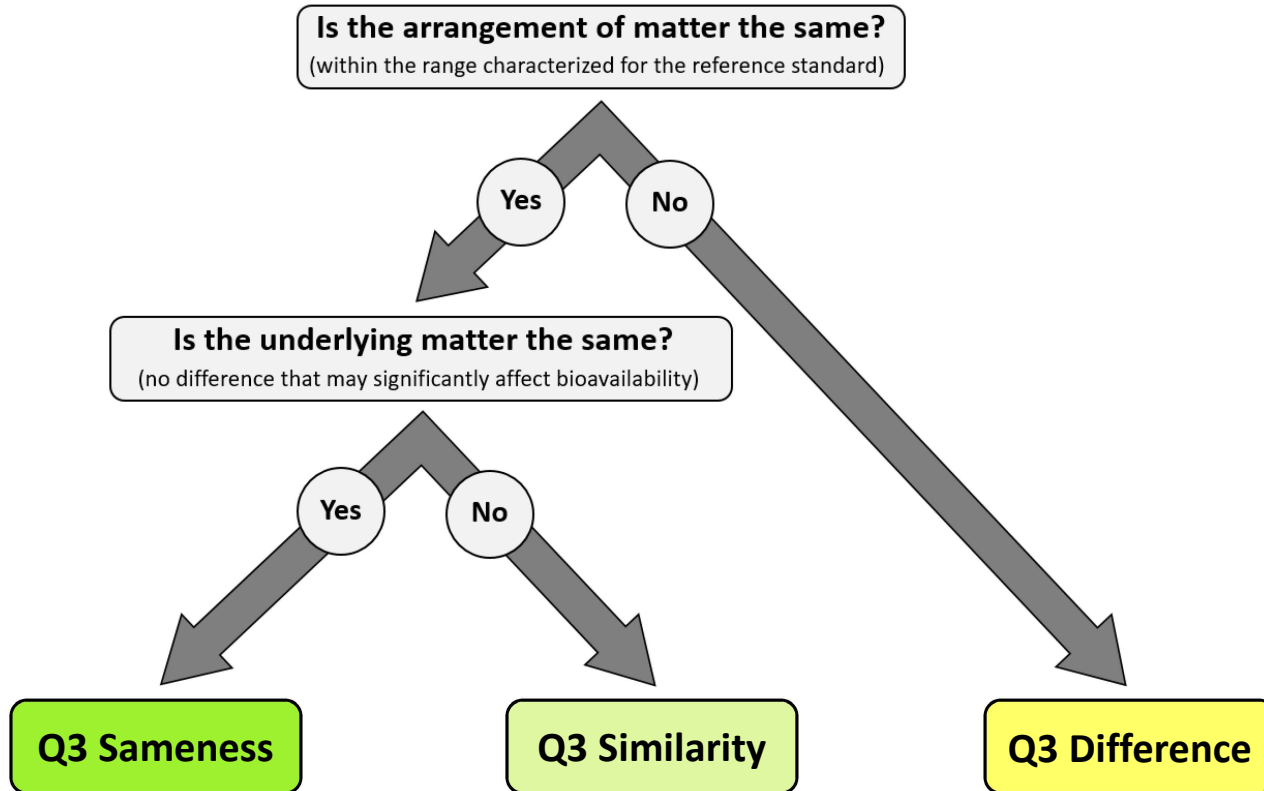 Is the arrangement of matter the same?
(within the range characterized for the reference standard)
Yes
No
Is the underlying matter the same?
(no difference that may significantly affect bioavailability)
Yes
No
Q3 Sameness
Q3 Similarity
Q3 Difference